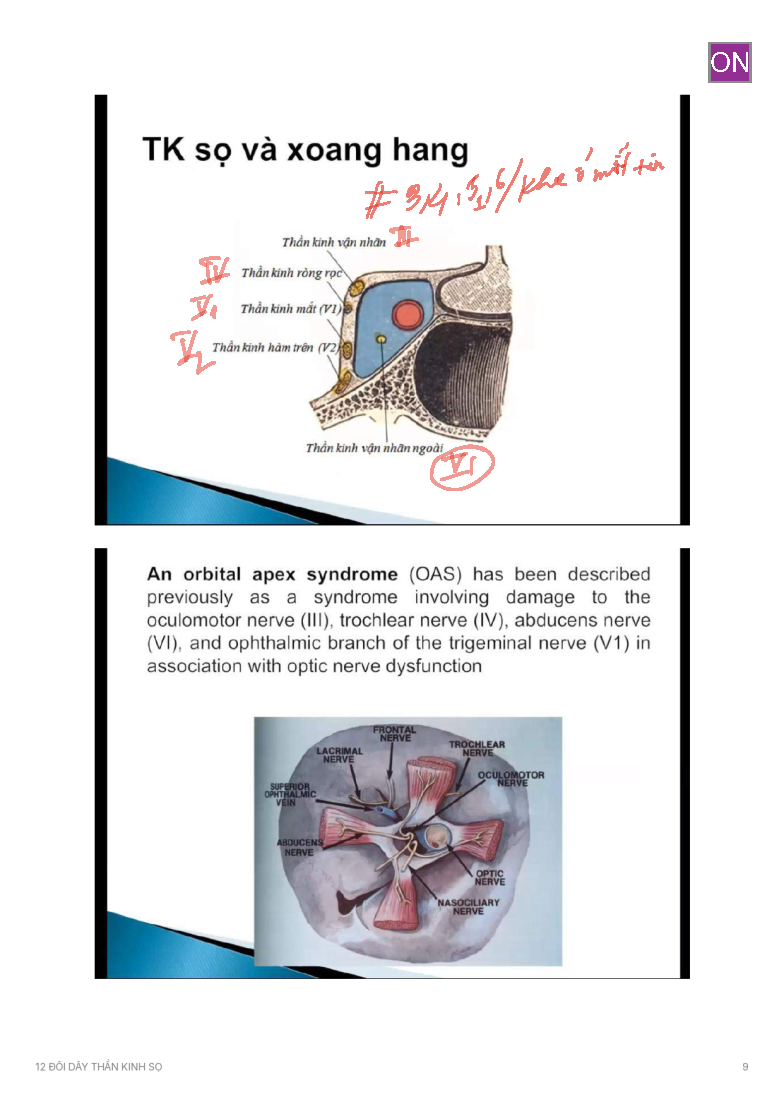 ON
TK sọ và xoang hang
# 3, 4, 5₁, 6 / khe ổ mắt trên
Thần kinh vận nhãn III
IV Thần kinh ròng rọc
V₁ Thần kinh mắt (V1)
V₂ Thần kinh hàm trên (V2)
Thần kinh vận nhãn ngoài
VI
An orbital apex syndrome (OAS) has been described
previously as a syndrome involving damage to the
oculomotor nerve (III), trochlear nerve (IV), abducens nerve
(VI), and ophthalmic branch of the trigeminal nerve (V1) in
association with optic nerve dysfunction
FRONTAL
NERVE
LACRIMAL
NERVE
TROCHLEAR
NERVE
OCULOMOTOR
NERVE
SUPERIOR
OPHTHALMIC
VEIN
ABDUCENS
NERVE
OPTIC
NERVE
NASOCILIARY
NERVE
12 ĐÔI DÂY THẦN KINH SỌ 9